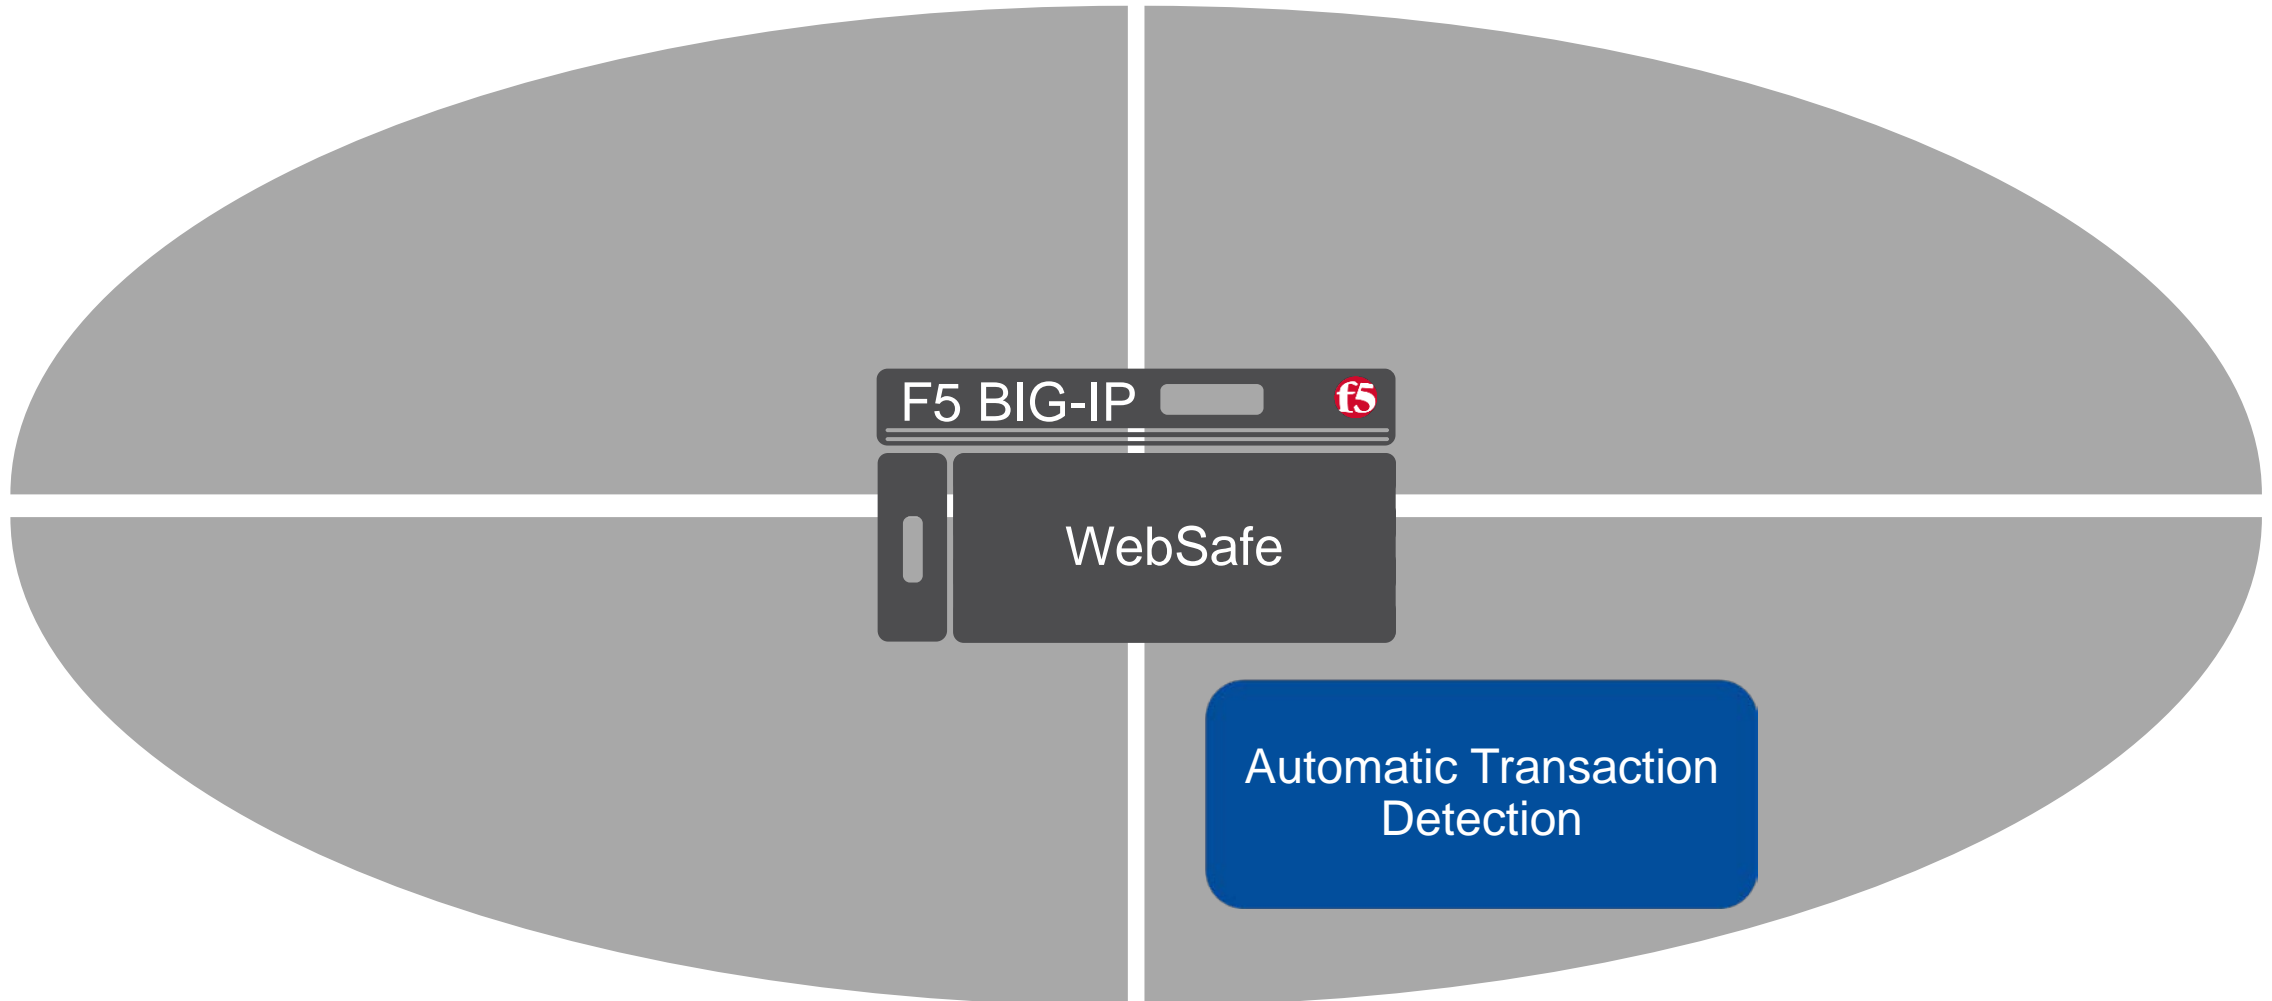 F5 BIG-IP
f5
WebSafe
Automatic Transaction
Detection